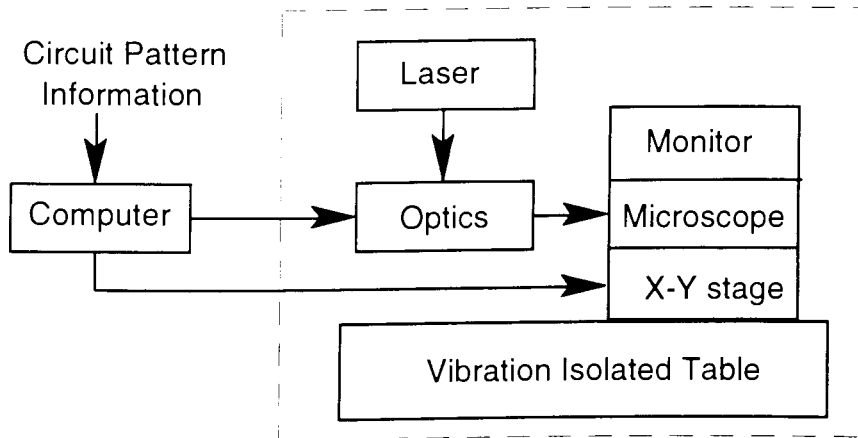 Circuit Pattern
Information
Laser
Monitor
Computer
Optics
Microscope
X-Y stage
Vibration Isolated Table